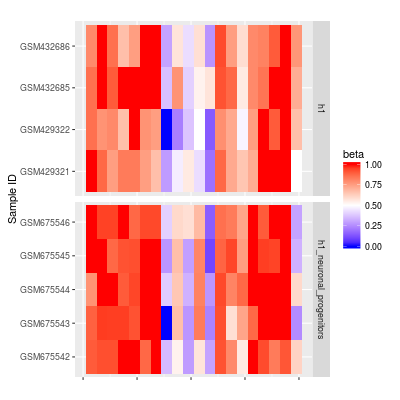 GSM432686
GSM432685
GSM429322
GSM429321
h1
GSM675546
GSM675545
GSM675544
GSM675543
GSM675542
h1_neuronal_progenitors
Sample ID
beta
1.00
0.75
0.50
0.25
0.00